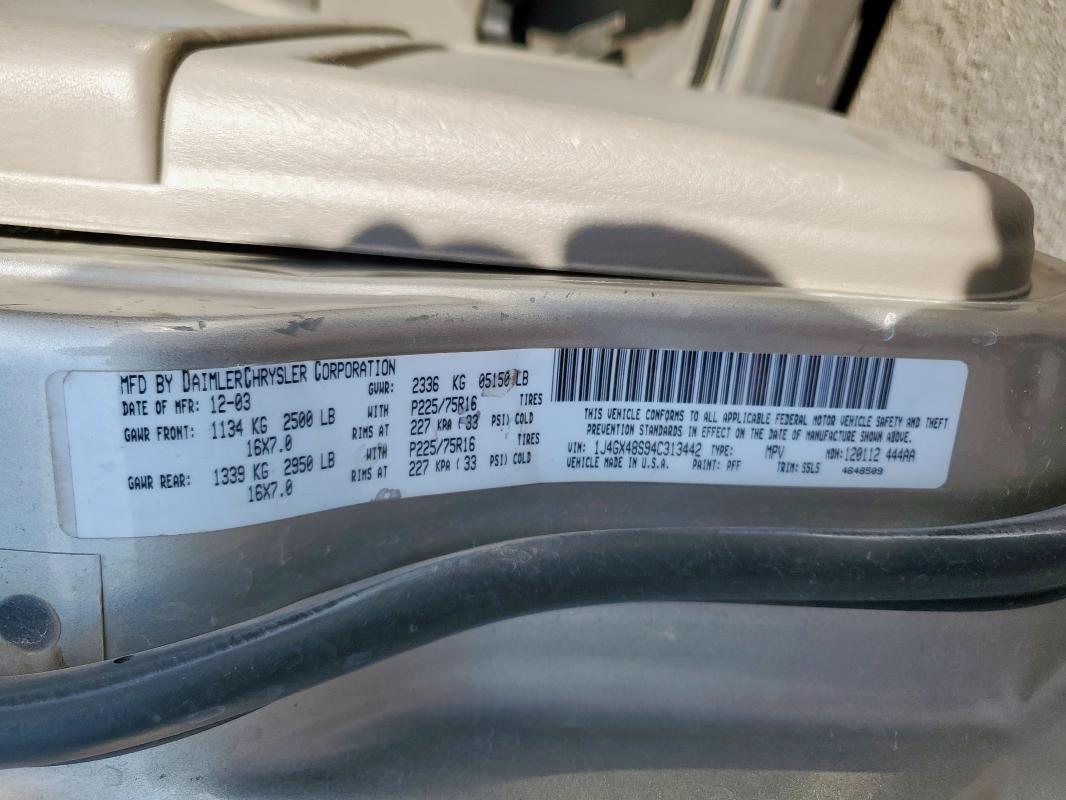 MFD BY DAIMLERCHRYSLER CORPORATION
DATE OF MFR: 12-03 GVWR: 2336 KG 05150 LB
GAWR FRONT: 1134 KG 2500 LB WITH P225/75R16 TIRES
16X7.0 RIMS AT 227 KPA ( 33 PSI) COLD
GAWR REAR: 1339 KG 2950 LB WITH P225/75R16 TIRES
16X7.0 RIMS AT 227 KPA ( 33 PSI) COLD
THIS VEHICLE CONFORMS TO ALL APPLICABLE FEDERAL MOTOR VEHICLE SAFETY AND THEFT
PREVENTION STANDARDS IN EFFECT ON THE DATE OF MANUFACTURE SHOWN ABOVE.
VIN: 1J4GX48S94C313442 TYPE: MPV MDH: 120112 444AA
VEHICLE MADE IN U.S.A. PAINT: PFF TRIM: S5LS 4648509